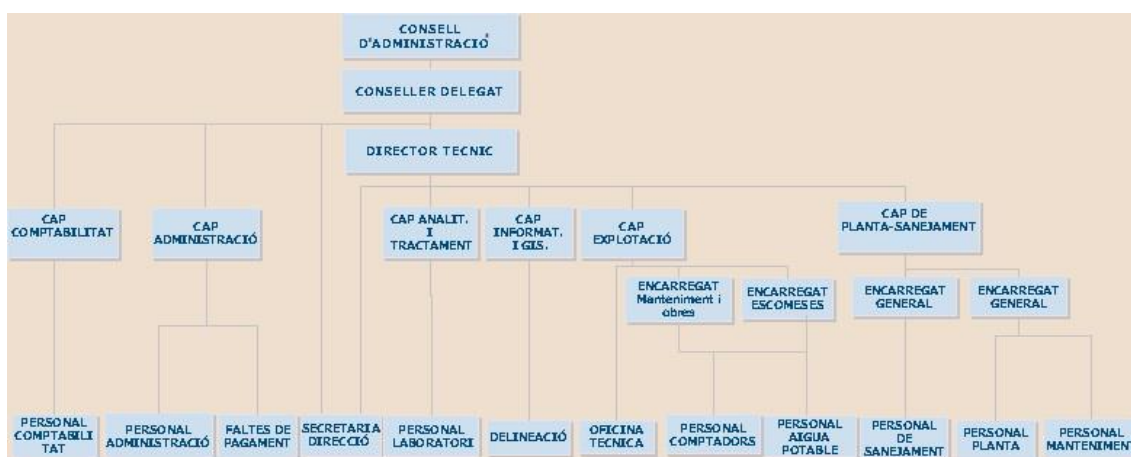 CONSELL
D'ADMINISTRACIÓ
CONSELLER DELEGAT
DIRECTOR TECNIC
CAP
COMPTABILITAT
CAP
ADMINISTRACIÓ
CAP ANALIT.
I
TRACTAMENT
CAP
INFORMAT.
I GIS.
CAP
EXPLOTACIÓ
CAP DE
PLANTA-SANEJAMENT
ENCARREGAT
Manteniment i
obres
ENCARREGAT
ESCOMESES
ENCARREGAT
GENERAL
ENCARREGAT
GENERAL
PERSONAL
COMPTABILI
TAT
PERSONAL
ADMINISTRACIÓ
FALTES DE
PAGAMENT
SECRETARIA
DIRECCIÓ
PERSONAL
LABORATORI
DELINEACIÓ
OFICINA
TECNICA
PERSONAL
COMPTADORS
PERSONAL
AIGUA
POTABLE
PERSONAL
DE
SANEJAMENT
PERSONAL
PLANTA
PERSONAL
MANTENIMENT